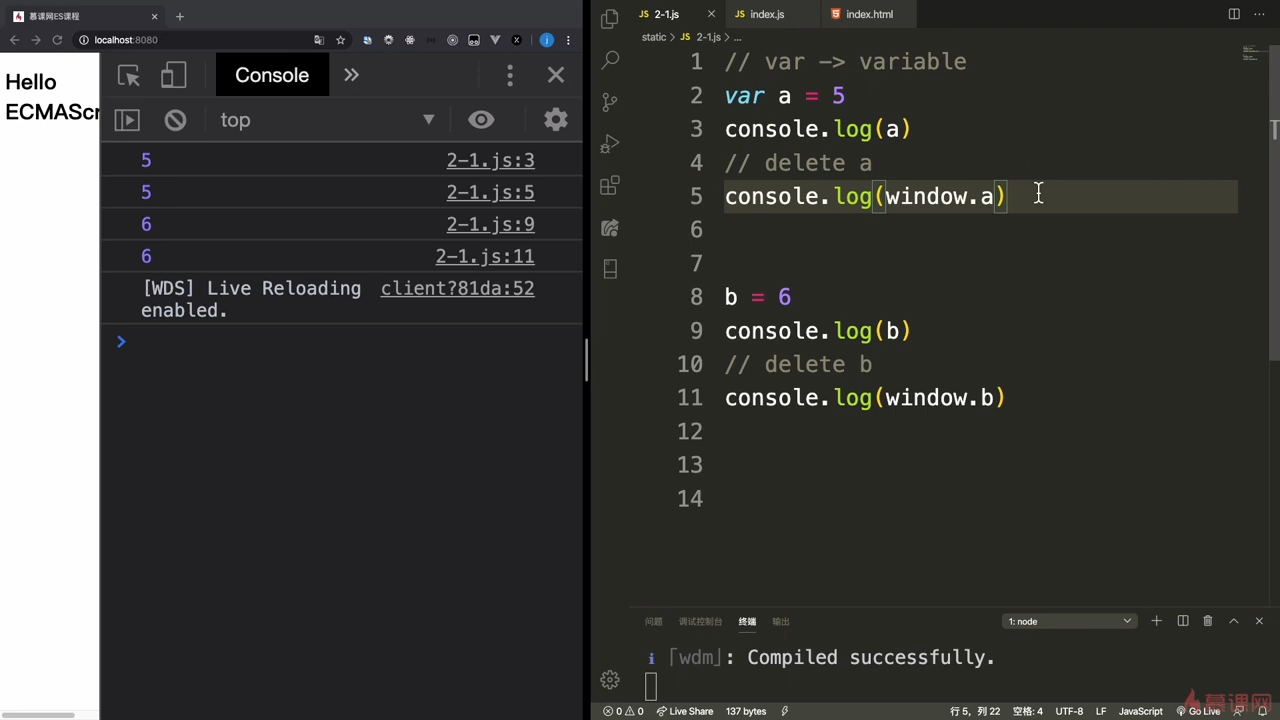 慕课网ES课程
localhost:8080
Hello
ECMAScr
Console
top
5 2-1.js:3
5 2-1.js:5
6 2-1.js:9
6 2-1.js:11
[WDS] Live Reloading client?81da:52
enabled.
2-1.js
index.js
index.html
static > JS 2-1.js > ...
1 // var -> variable
2 var a = 5
3 console.log(a)
4 // delete a
5 console.log(window.a)
6
7
8 b = 6
9 console.log(b)
10 // delete b
11 console.log(window.b)
12
13
14
问题 调试控制台 终端 输出 1: node
i ｢wdm｣: Compiled successfully.
0 0 Live Share 137 bytes 行 5，列 22 空格: 4 UTF-8 LF JavaScript Go Live
慕课网